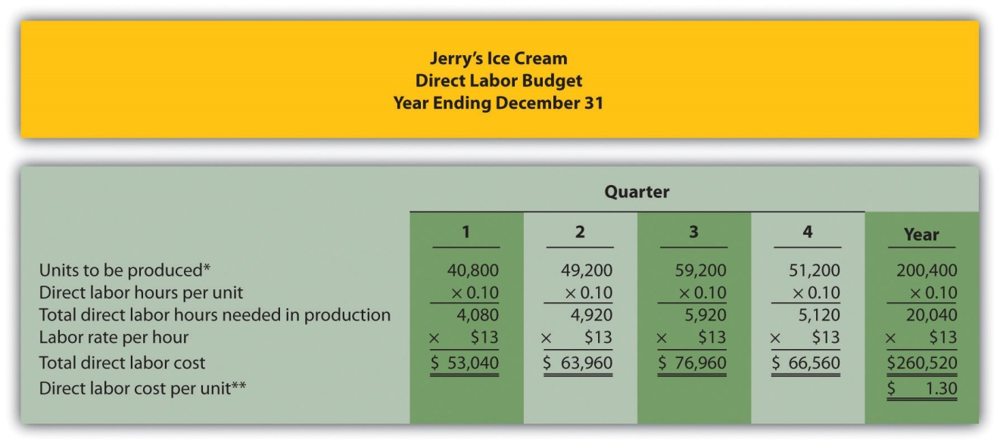 Jerry’s Ice Cream
Direct Labor Budget
Year Ending December 31
Quarter
1 2 3 4 Year
Units to be produced* 40,800 49,200 59,200 51,200 200,400
Direct labor hours per unit × 0.10 × 0.10 × 0.10 × 0.10 × 0.10
Total direct labor hours needed in production 4,080 4,920 5,920 5,120 20,040
Labor rate per hour × $13 × $13 × $13 × $13 × $13
Total direct labor cost $ 53,040 $ 63,960 $ 76,960 $ 66,560 $260,520
Direct labor cost per unit** $ 1.30